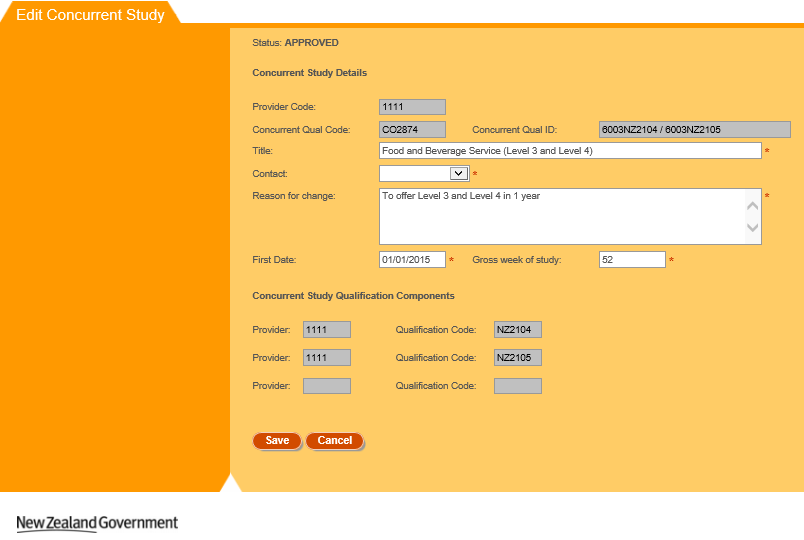 Edit Concurrent Study
Status: APPROVED
Concurrent Study Details
Provider Code: 1111
Concurrent Qual Code: CO2874 Concurrent Qual ID: 6003NZ2104 / 6003NZ2105
Title: Food and Beverage Service (Level 3 and Level 4) *
Contact: *
Reason for change: To offer Level 3 and Level 4 in 1 year *
First Date: 01/01/2015 * Gross week of study: 52 *
Concurrent Study Qualification Components
Provider: 1111 Qualification Code: NZ2104
Provider: 1111 Qualification Code: NZ2105
Provider: Qualification Code:
Save Cancel
New Zealand Government